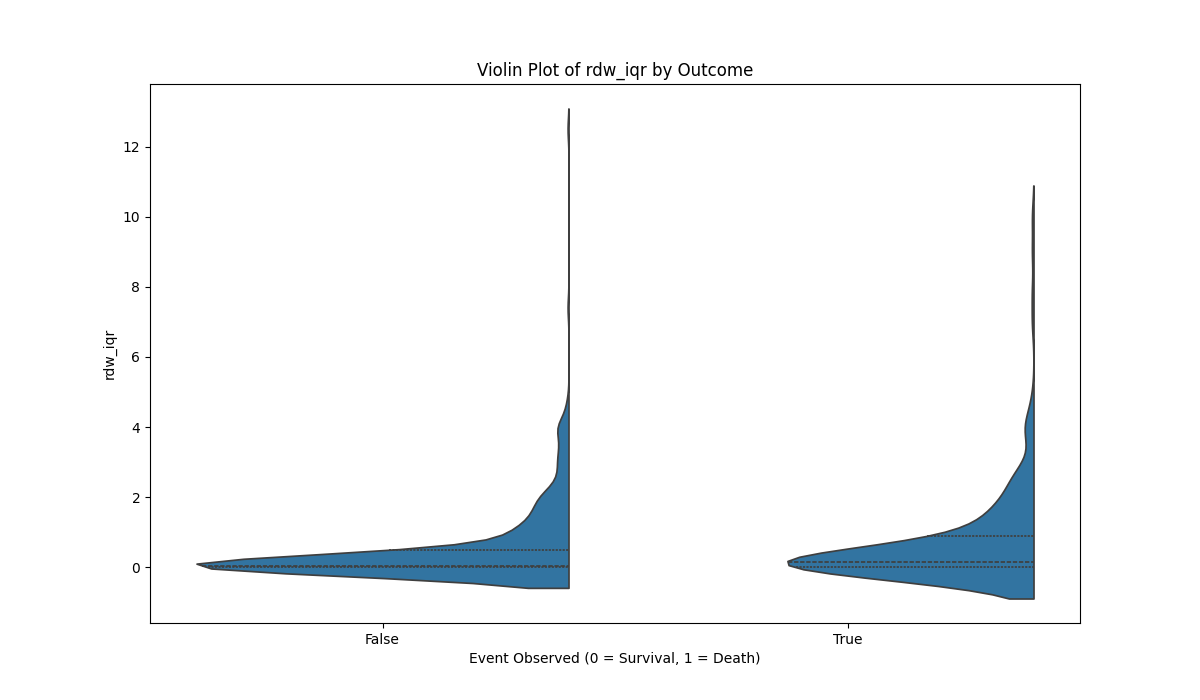 Violin Plot of rdw_iqr by Outcome
12
10
8
6
4
2
0
rdw_iqr
False
True
Event Observed (0 = Survival, 1 = Death)